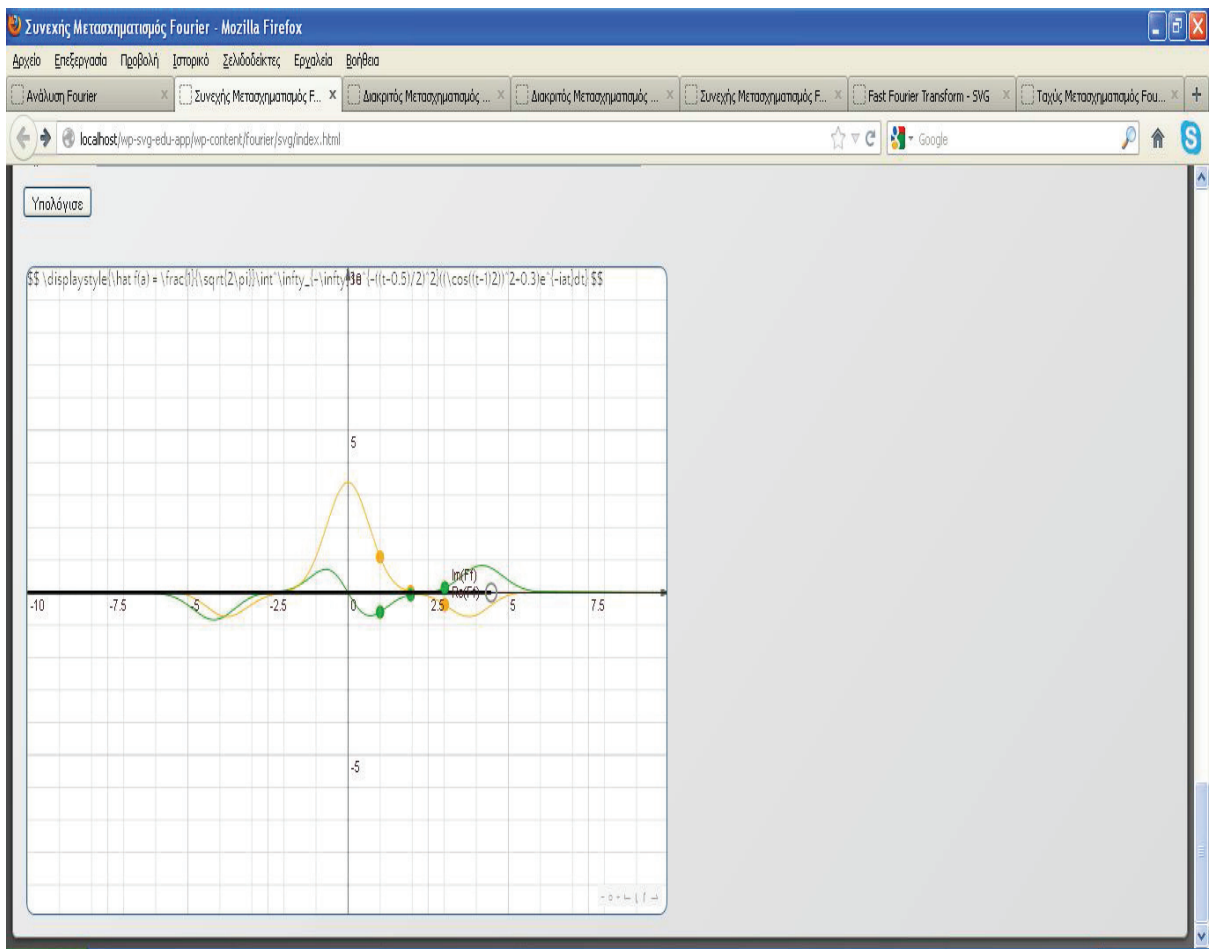 Συνεχής Μετασχηματισμός Fourier - Mozilla Firefox
Αρχείο Επεξεργασία Προβολή Ιστορικό Σελιδοδείκτες Εργαλεία Βοήθεια
Ανάλυση Fourier
Συνεχής Μετασχηματισμός F...
Διακριτός Μετασχηματισμός ...
Διακριτός Μετασχηματισμός ...
Συνεχής Μετασχηματισμός F...
Fast Fourier Transform - SVG
Ταχύς Μετασχηματισμός Fou...
localhost/wp-svg-edu-app/wp-content/fourier/svg/index.html
Google
Υπολόγισε
$$ \displaystyle{\hat f(a) = \frac{1}{\sqrt{2\pi}}\int^\infty_{-\infty} ^{-((t-0.5)/2)^2}((\cos((t-1)2))^2-0.3)e^{-iat}dt} $$
5
Im(Ff)
Re(Ff)
-10 -7.5 -5 -2.5 0 2.5 5 7.5
-5